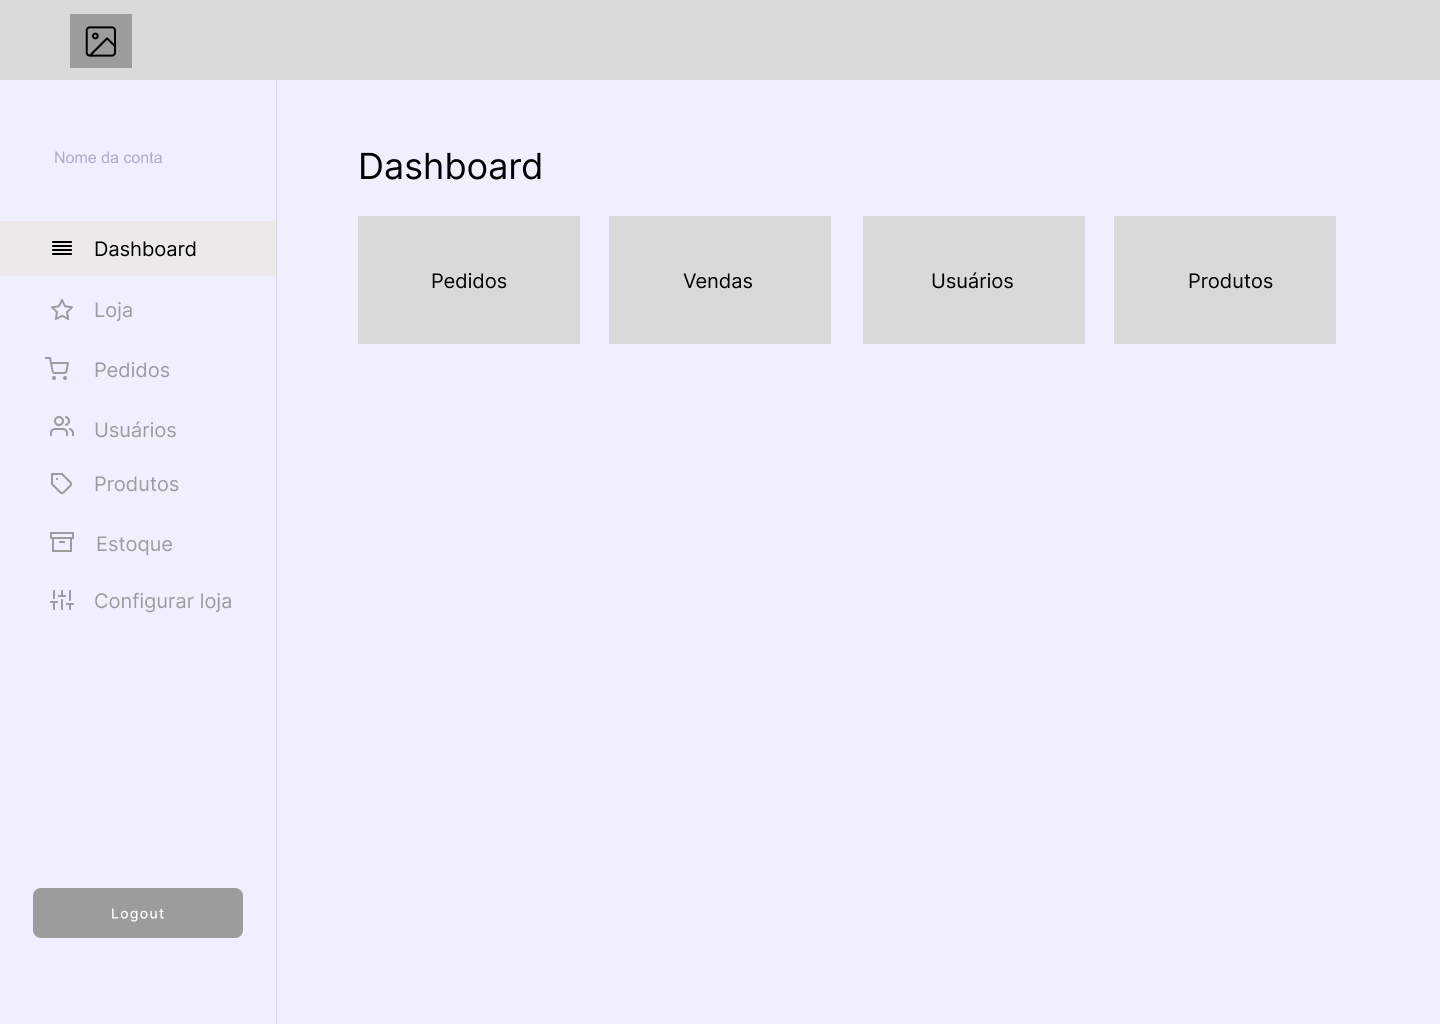 Nome da conta
Dashboard
Loja
Pedidos
Usuários
Produtos
Estoque
Configurar loja
Logout
Dashboard
Pedidos
Vendas
Usuários
Produtos